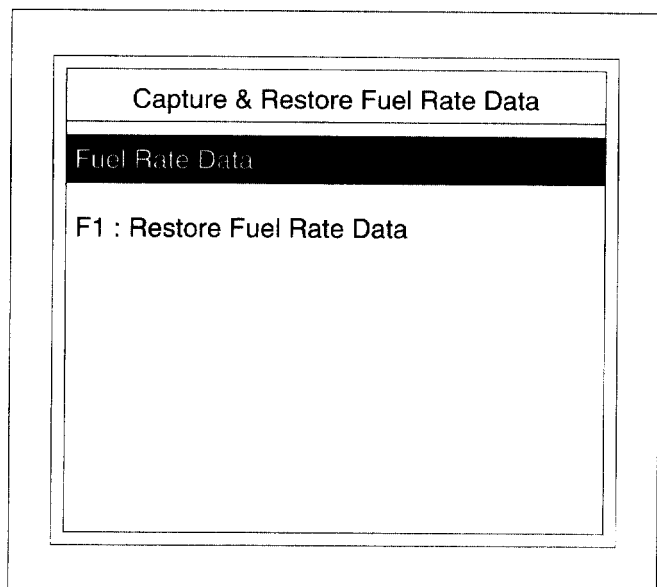 Capture & Restore Fuel Rate Data
Fuel Rate Data
F1 : Restore Fuel Rate Data